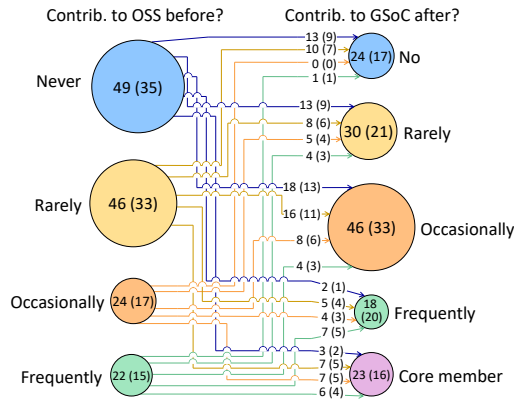 Contrib. to OSS before?
Contrib. to GSoC after?
Never
49 (35)
Rarely
46 (33)
Occasionally
24 (17)
Frequently
22 (15)
13 (9)
10 (7)
0 (0)
1 (1)
24 (17)
No
13 (9)
8 (6)
5 (4)
4 (3)
30 (21)
Rarely
18 (13)
16 (11)
8 (6)
4 (3)
46 (33)
Occasionally
2 (1)
5 (4)
4 (3)
7 (5)
18
(20)
Frequently
3 (2)
7 (5)
7 (5)
6 (4)
23 (16)
Core member